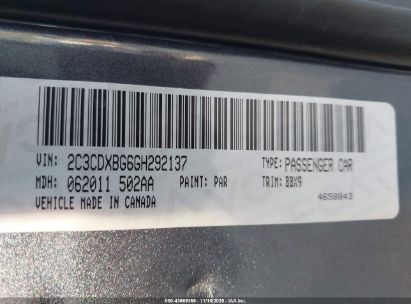 VIN: 2C3CDXBG6GH292137 TYPE: PASSENGER CAR
MDH: 062011 502AA PAINT: PAR TRIM: BBX9
VEHICLE MADE IN CANADA 4658843